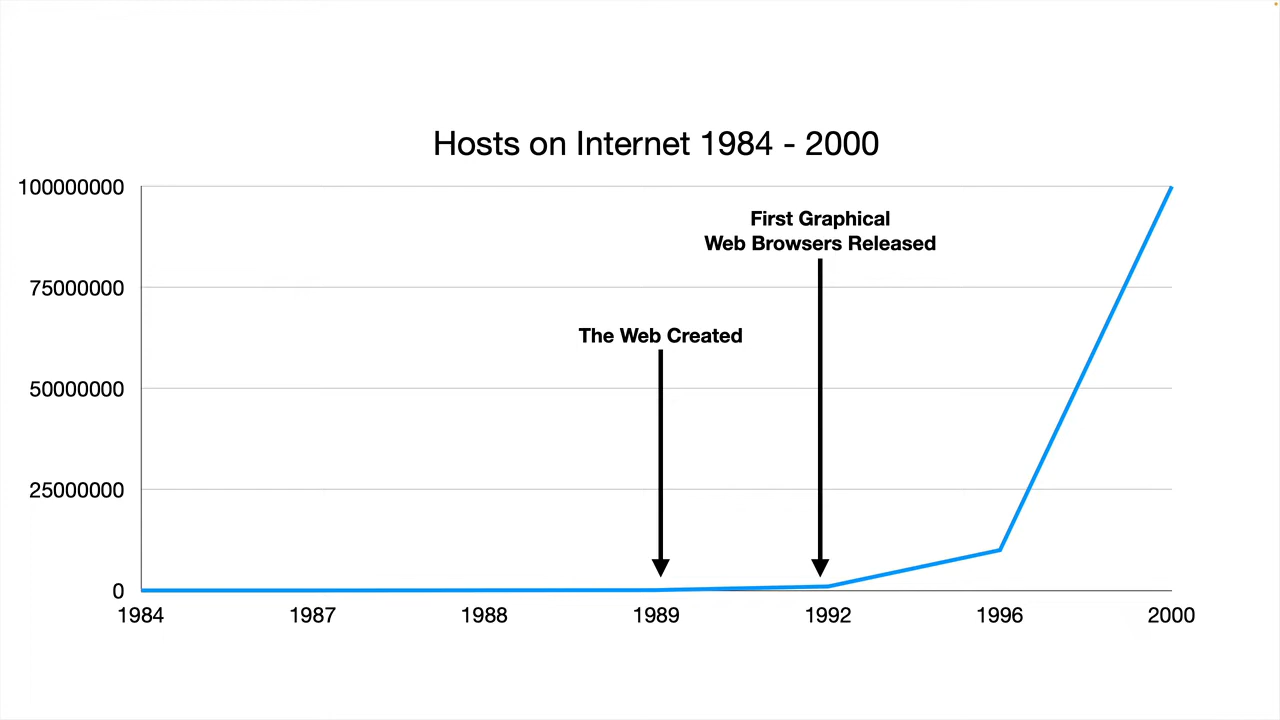 Hosts on Internet 1984 - 2000
100000000
First Graphical
Web Browsers Released
75000000
The Web Created
50000000
25000000
0
1984 1987 1988 1989 1992 1996 2000